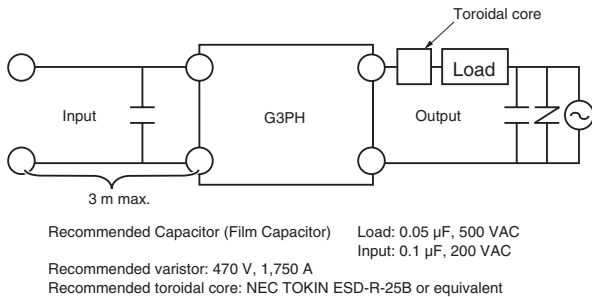 Toroidal core
Load
Input
G3PH
Output
3 m max.
Recommended Capacitor (Film Capacitor) Load: 0.05 µF, 500 VAC
Input: 0.1 µF, 200 VAC
Recommended varistor: 470 V, 1,750 A
Recommended toroidal core: NEC TOKIN ESD-R-25B or equivalent